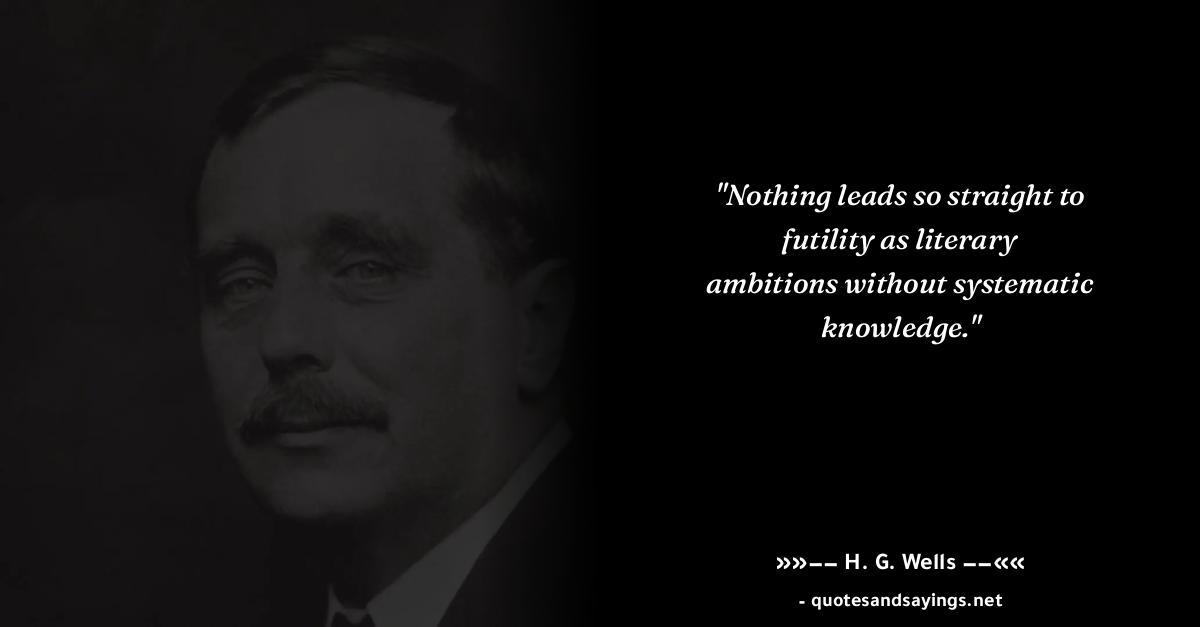 "Nothing leads so straight to
futility as literary
ambitions without systematic
knowledge."
»»—— H. G. Wells ——««
- quotesandsayings.net